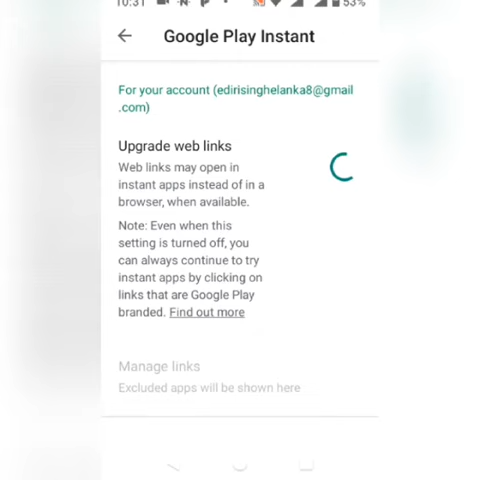 10:31 53%
Google Play Instant
For your account (edirisinghelanka8@gmail
.com)
Upgrade web links
Web links may open in
instant apps instead of in a
browser, when available.
Note: Even when this
setting is turned off, you
can always continue to try
instant apps by clicking on
links that are Google Play
branded. Find out more
Manage links
Excluded apps will be shown here